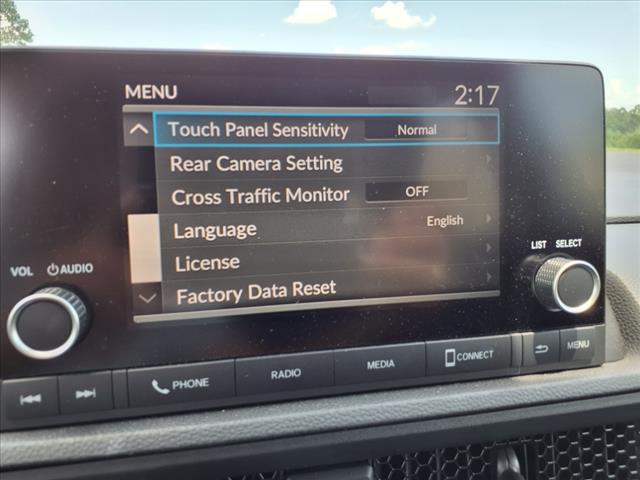 MENU 2:17
Touch Panel Sensitivity Normal
Rear Camera Setting
Cross Traffic Monitor OFF
Language English
License
Factory Data Reset
VOL AUDIO
LIST SELECT
PHONE RADIO MEDIA CONNECT MENU